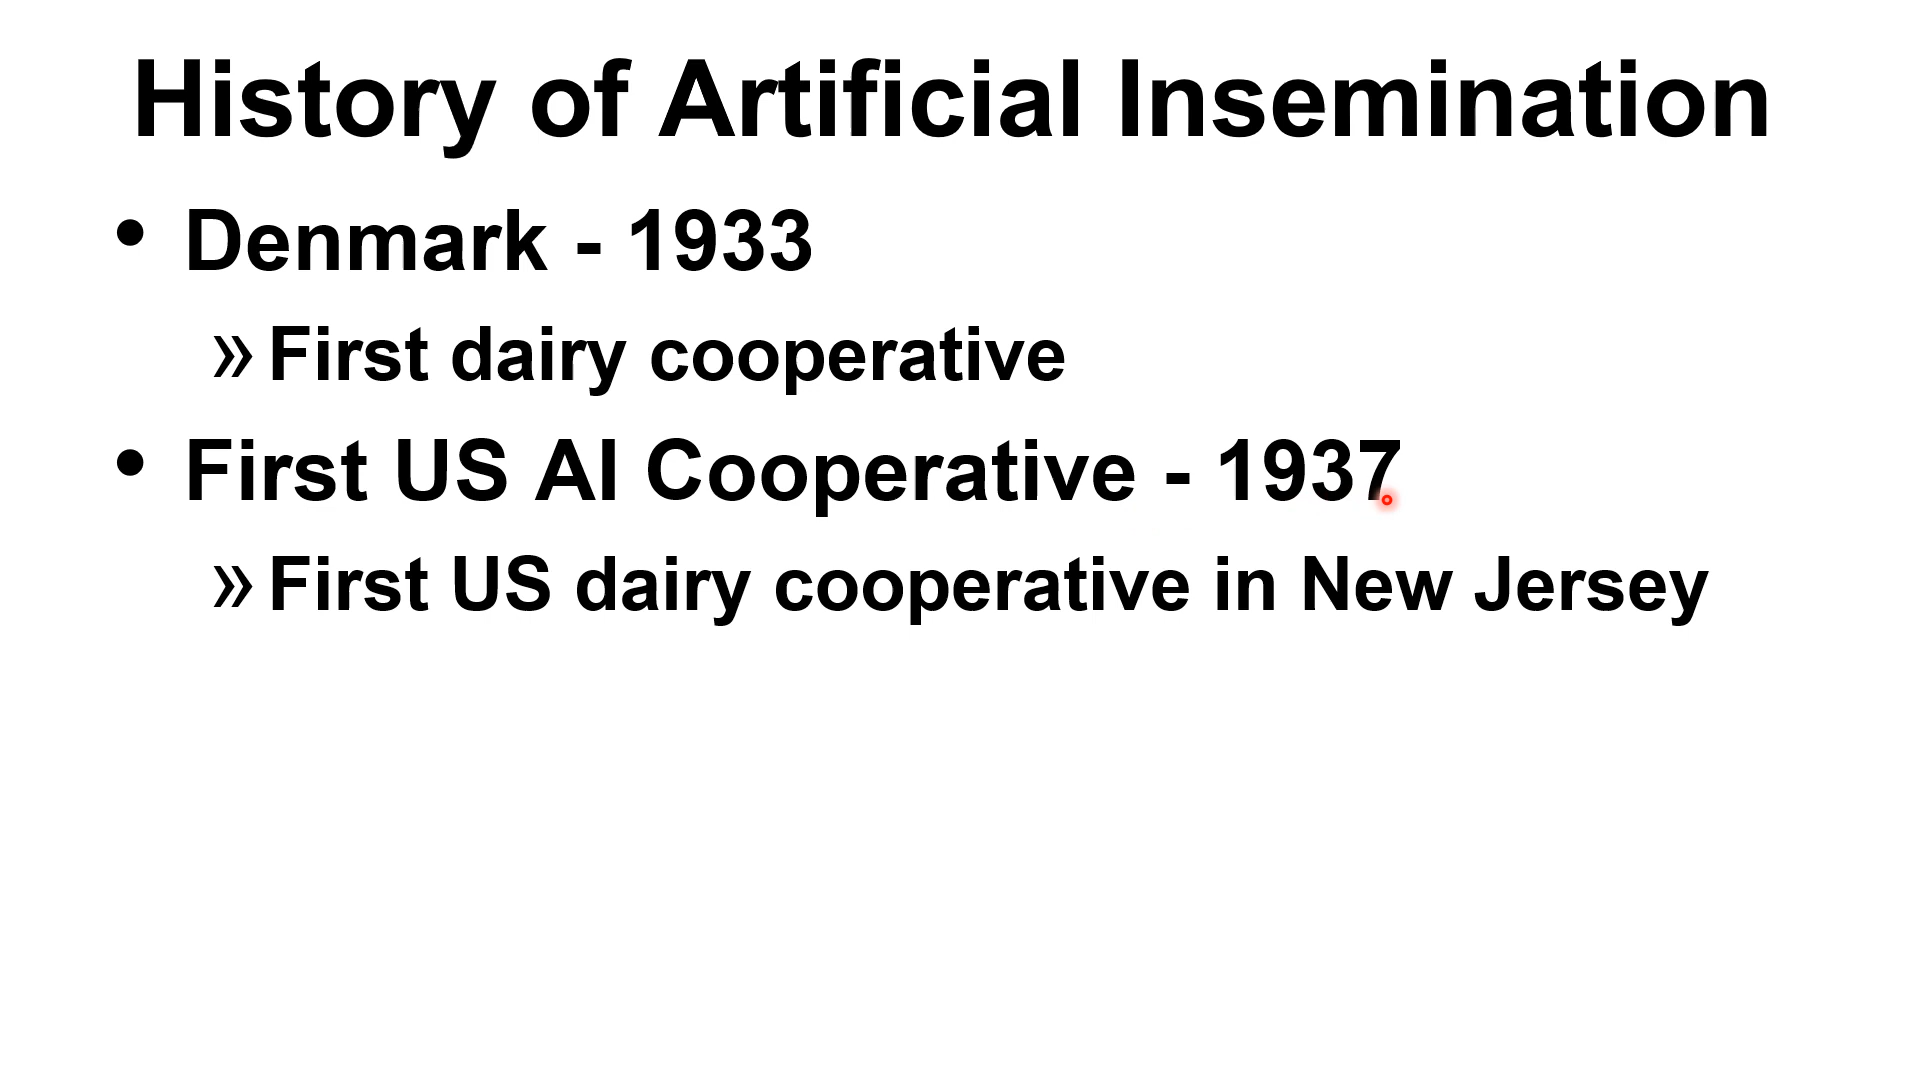 History of Artificial Insemination
• Denmark - 1933
» First dairy cooperative
• First US AI Cooperative - 1937
» First US dairy cooperative in New Jersey